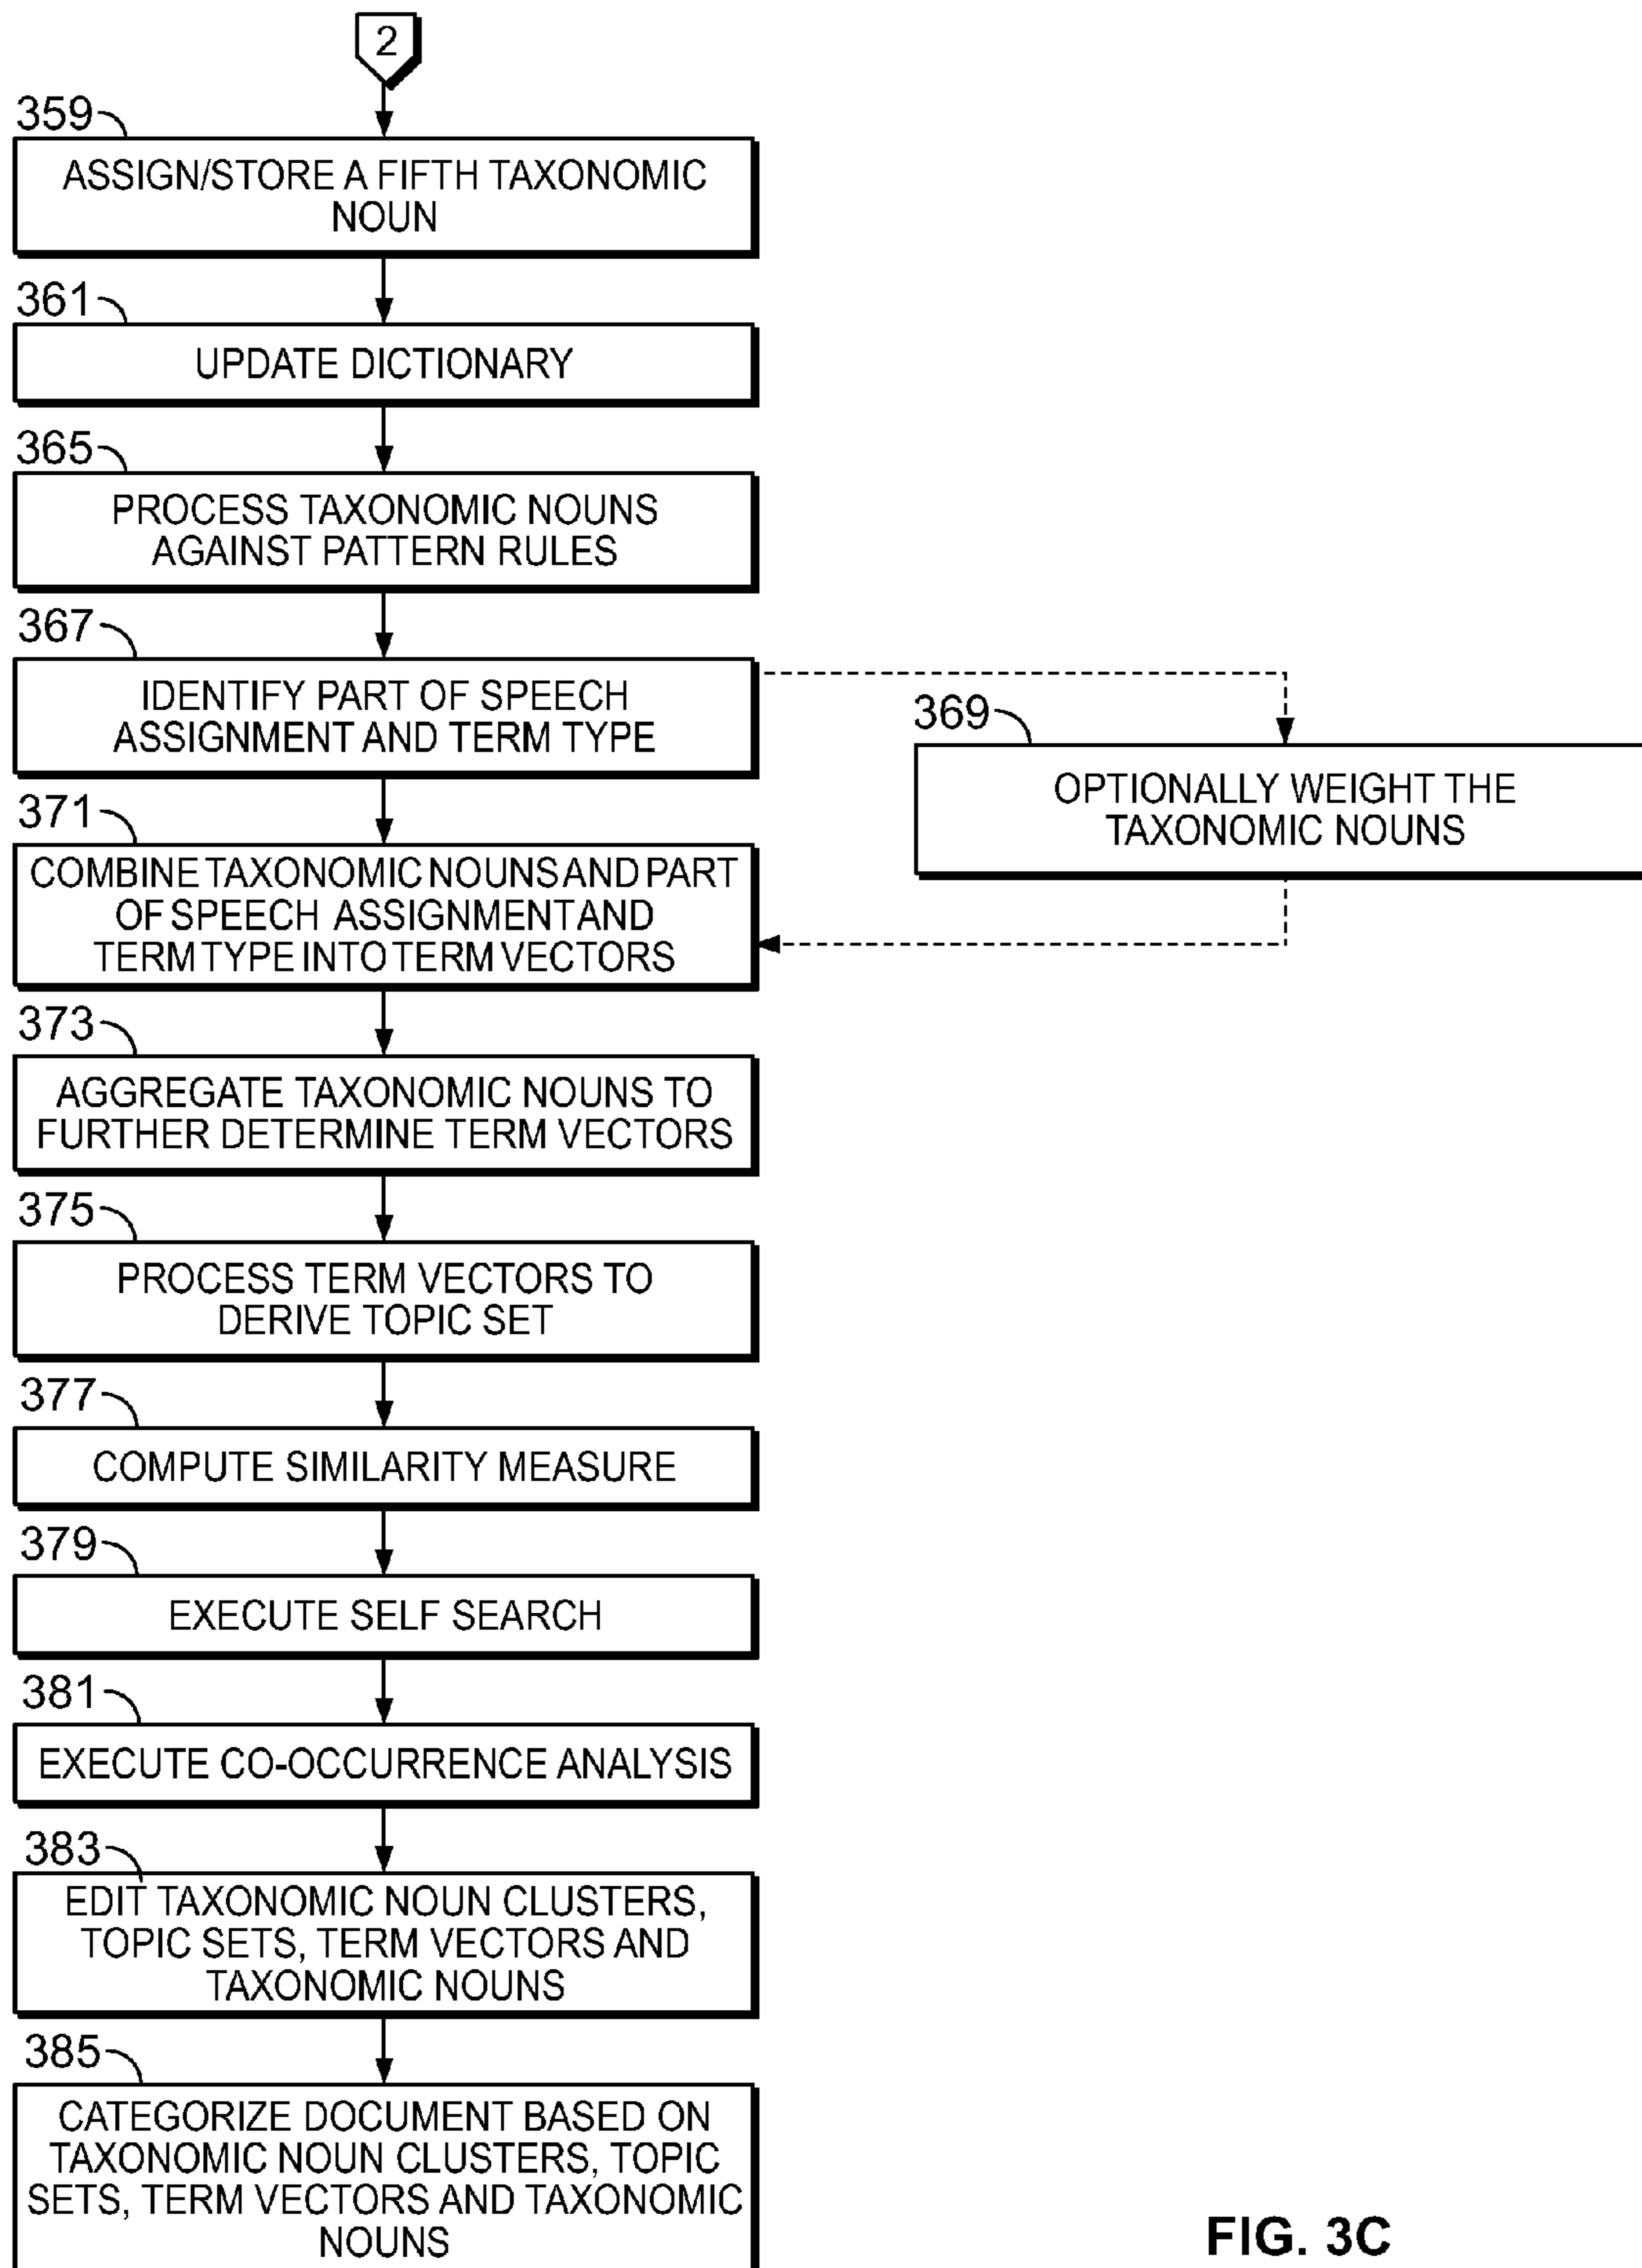 2
359
ASSIGN/STORE A FIFTH TAXONOMIC
NOUN
361
UPDATE DICTIONARY
365
PROCESS TAXONOMIC NOUNS
AGAINST PATTERN RULES
367
IDENTIFY PART OF SPEECH
ASSIGNMENT AND TERM TYPE
369
OPTIONALLY WEIGHT THE
TAXONOMIC NOUNS
371
COMBINE TAXONOMIC NOUNS AND PART
OF SPEECH ASSIGNMENT AND
TERM TYPE INTO TERM VECTORS
373
AGGREGATE TAXONOMIC NOUNS TO
FURTHER DETERMINE TERM VECTORS
375
PROCESS TERM VECTORS TO
DERIVE TOPIC SET
377
COMPUTE SIMILARITY MEASURE
379
EXECUTE SELF SEARCH
381
EXECUTE CO-OCCURRENCE ANALYSIS
383
EDIT TAXONOMIC NOUN CLUSTERS,
TOPIC SETS, TERM VECTORS AND
TAXONOMIC NOUNS
385
CATEGORIZE DOCUMENT BASED ON
TAXONOMIC NOUN CLUSTERS, TOPIC
SETS, TERM VECTORS AND TAXONOMIC
NOUNS
FIG. 3C